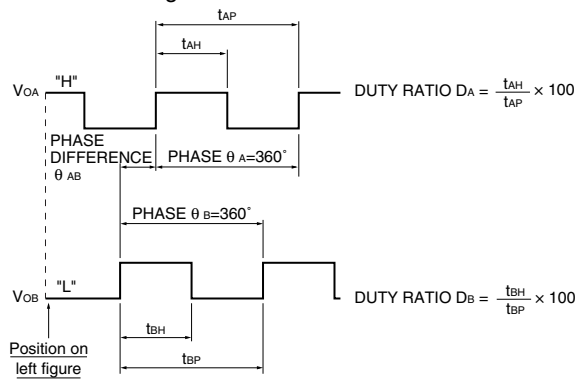 tAP
tAH
VOA "H"
DUTY RATIO DA = tAH/tAP × 100
PHASE
DIFFERENCE
θ AB
PHASE θ A=360˚
PHASE θ B=360˚
VOB "L"
DUTY RATIO DB = tBH/tBP × 100
tBH
tBP
Position on
left figure